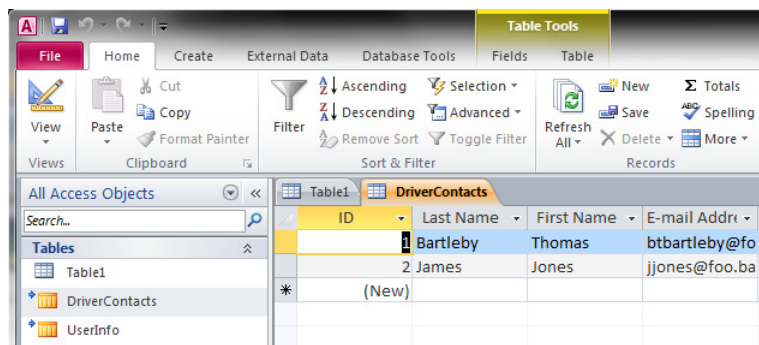 Table Tools
File Home Create External Data Database Tools Fields Table
View
Paste
Cut
Copy
Format Painter
Filter
Ascending
Descending
Remove Sort
Selection
Advanced
Toggle Filter
Refresh
All
New
Save
Delete
Totals
Spelling
More
Views Clipboard Sort & Filter Records
All Access Objects
Search...
Tables
Table1
DriverContacts
UserInfo
Table1 DriverContacts
ID Last Name First Name E-mail Addre
1 Bartleby Thomas btbartleby@fo
2 James Jones jjones@foo.ba
(New)